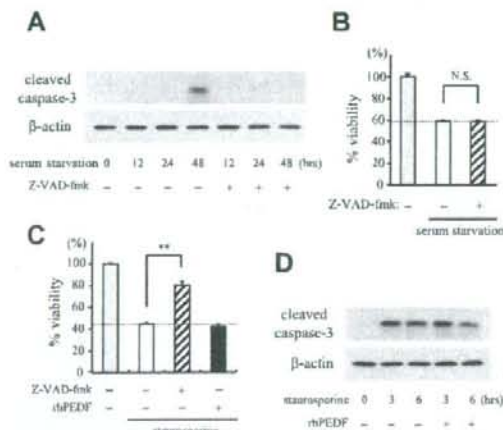 A
cleaved
caspase-3
β-actin
serum starvation 0 12 24 48 12 24 48 (hrs)
Z-VAD-fmk: – – – – + + +
B
(%)
% viability
120
100
80
60
40
20
0
N.S.
Z-VAD-fmk: – – +
serum starvation
C
(%)
% viability
120
100
80
60
40
20
0
**
Z-VAD-fmk – – + –
rhPEDF – – – +
D
cleaved
caspase-3
β-actin
staurosporine 0 3 6 3 6 (hrs)
rhPEDF – – – + +